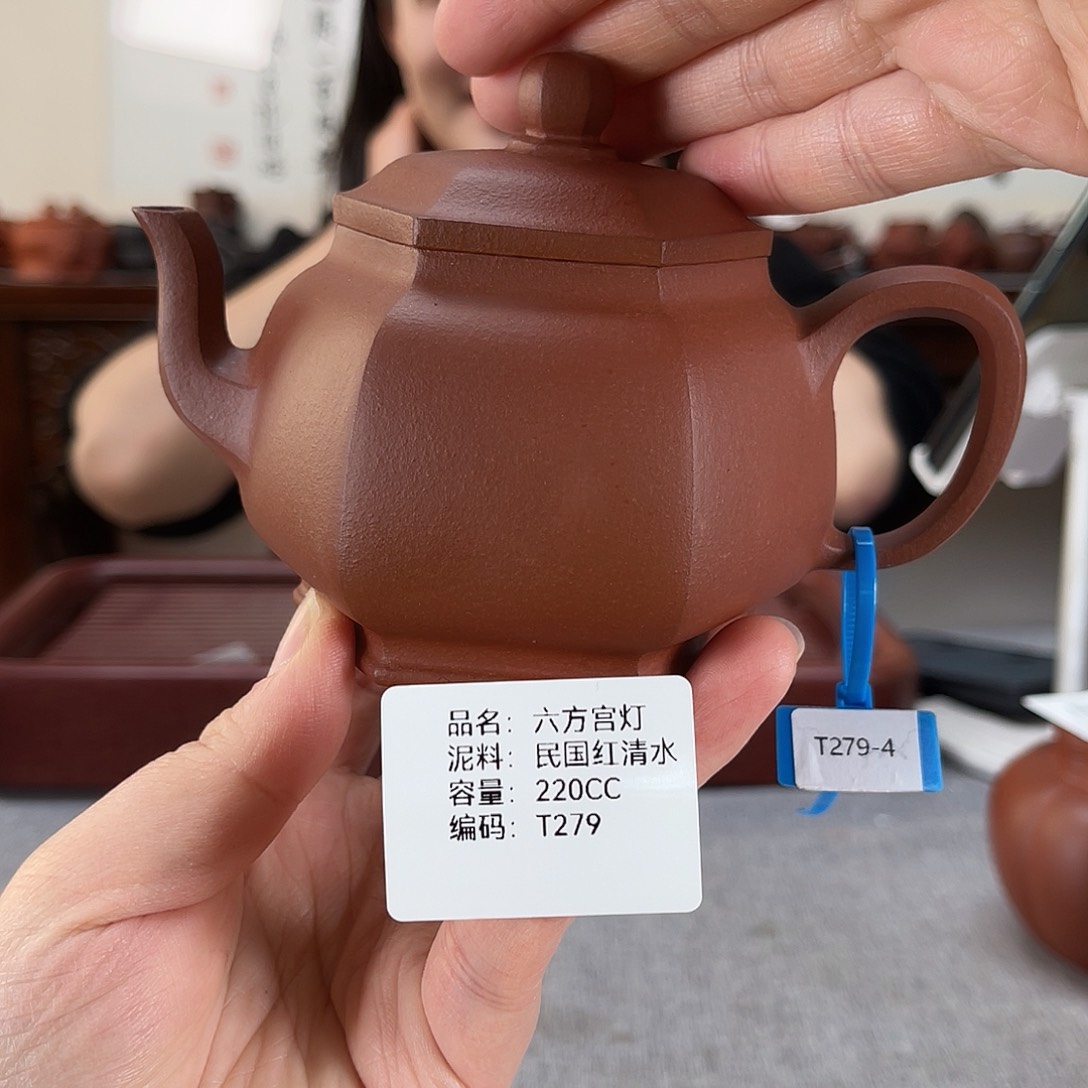 品名：六方宫灯
泥料：民国红清水
容量：220CC
编码：T279
T279-4